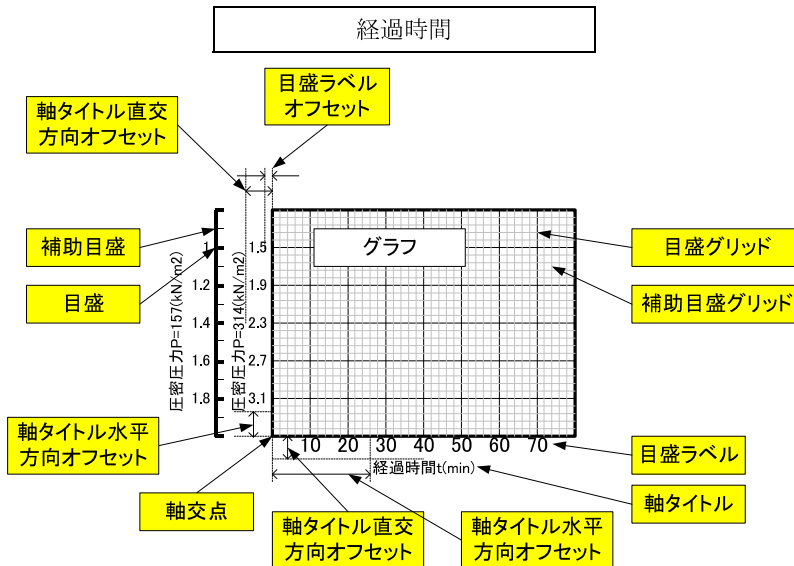 経過時間
目盛ラベル
オフセット
軸タイトル直交
方向オフセット
補助目盛
目盛
圧密圧力P=157(kN/m2)
1
1.2
1.4
1.6
1.8
圧密圧力P=314(kN/m2)
1.5
1.9
2.3
2.7
3.1
グラフ
目盛グリッド
補助目盛グリッド
軸タイトル水平
方向オフセット
10 20 30 40 50 60 70
経過時間t(min)
目盛ラベル
軸タイトル
軸交点
軸タイトル直交
方向オフセット
軸タイトル水平
方向オフセット